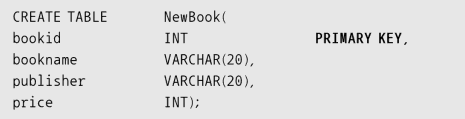 CREATE TABLE NewBook(
bookid INT PRIMARY KEY,
bookname VARCHAR(20),
publisher VARCHAR(20),
price INT);